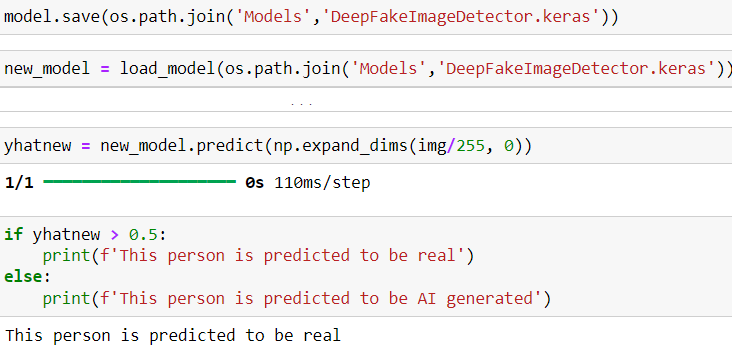 model.save(os.path.join('Models','DeepFakeImageDetector.keras'))
new_model = load_model(os.path.join('Models','DeepFakeImageDetector.keras'))
...
yhatnew = new_model.predict(np.expand_dims(img/255, 0))
1/1 ━━━━━━━━━━━━━━━━━━━━ 0s 110ms/step
if yhatnew > 0.5:
    print(f'This person is predicted to be real')
else:
    print(f'This person is predicted to be AI generated')
This person is predicted to be real